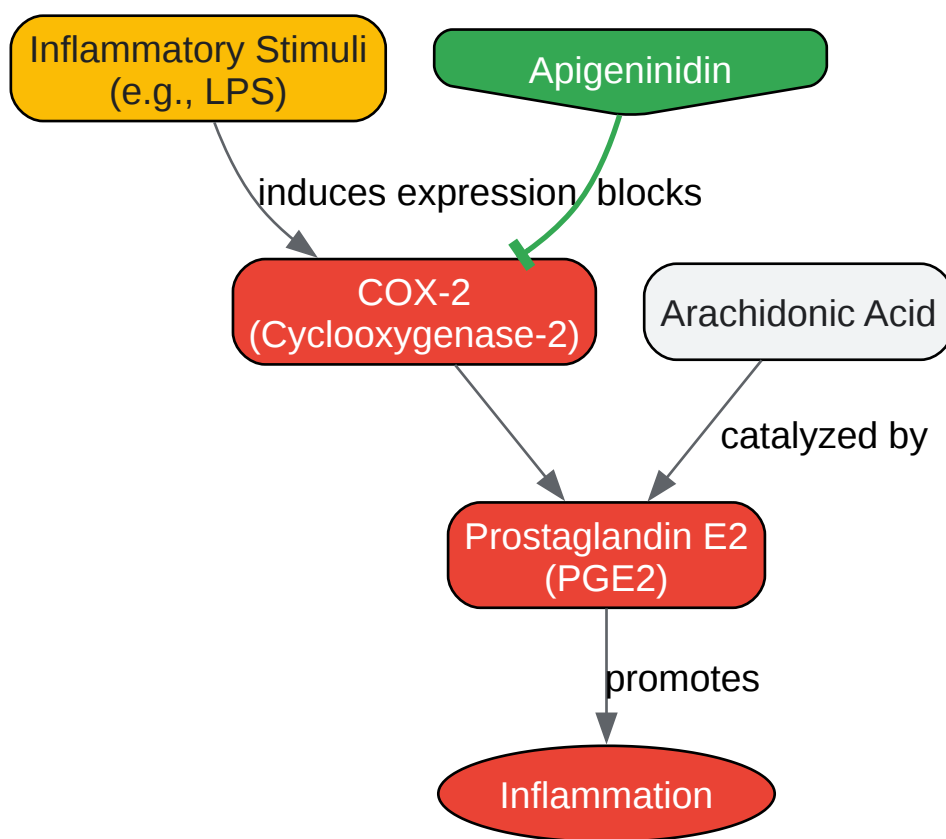 Inflammatory Stimuli
(e.g., LPS)
Apigeninidin
induces expression
blocks
COX-2
(Cyclooxygenase-2)
Arachidonic Acid
catalyzed by
Prostaglandin E2
(PGE2)
promotes
Inflammation